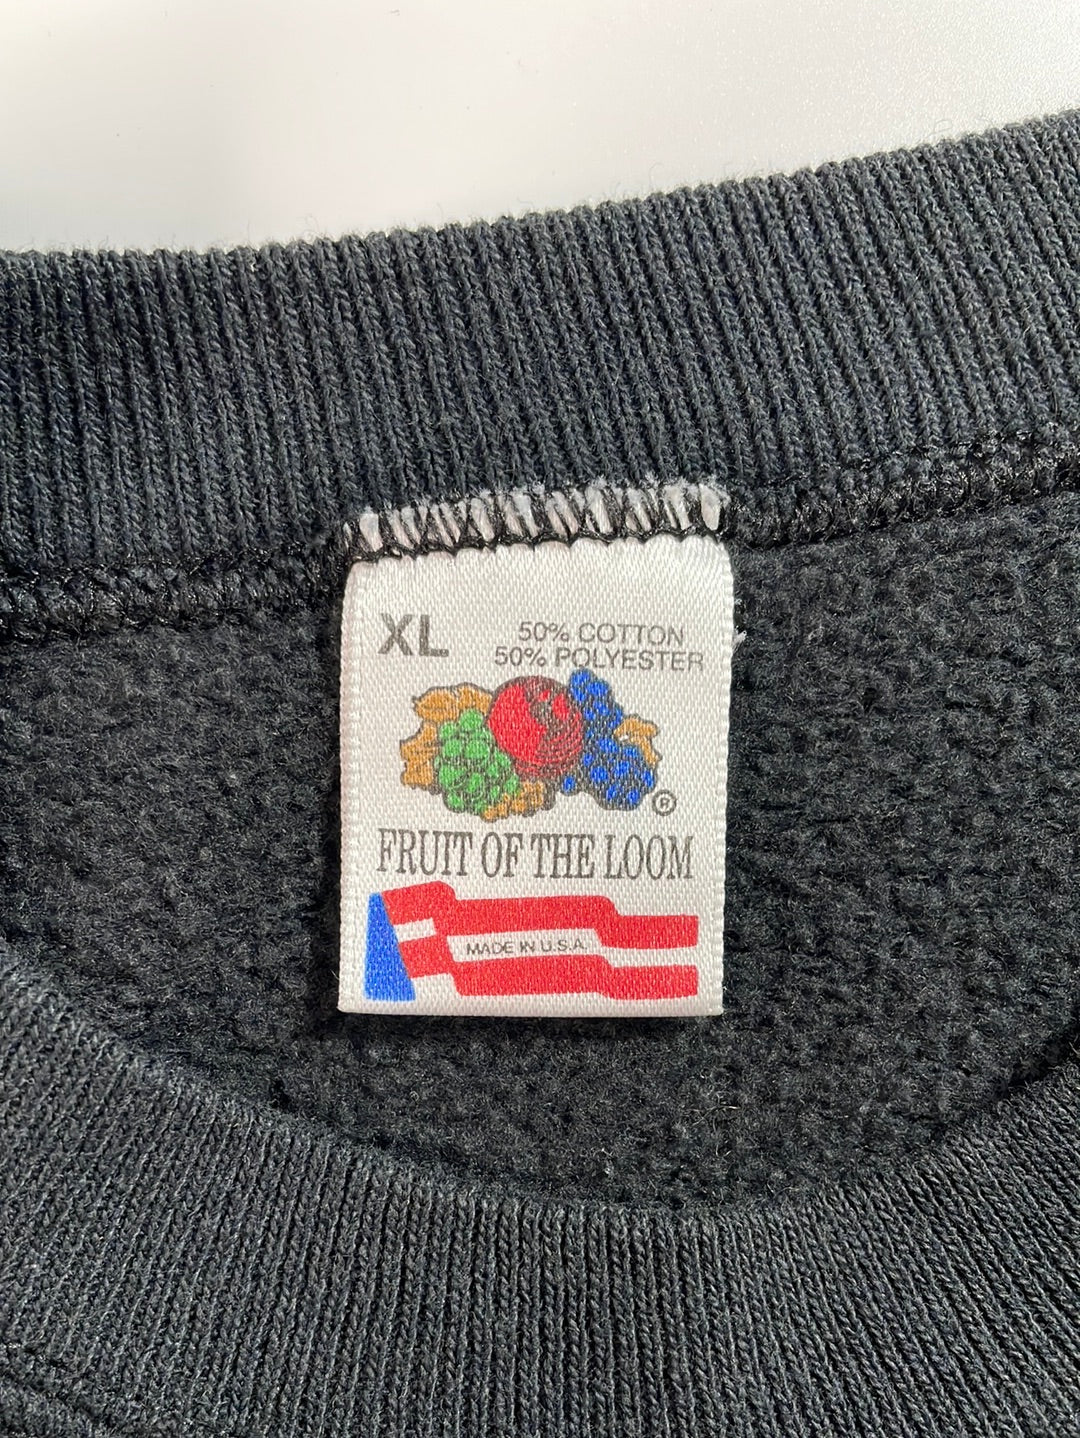 XL
50% COTTON
50% POLYESTER
®
FRUIT OF THE LOOM
MADE IN U.S.A.